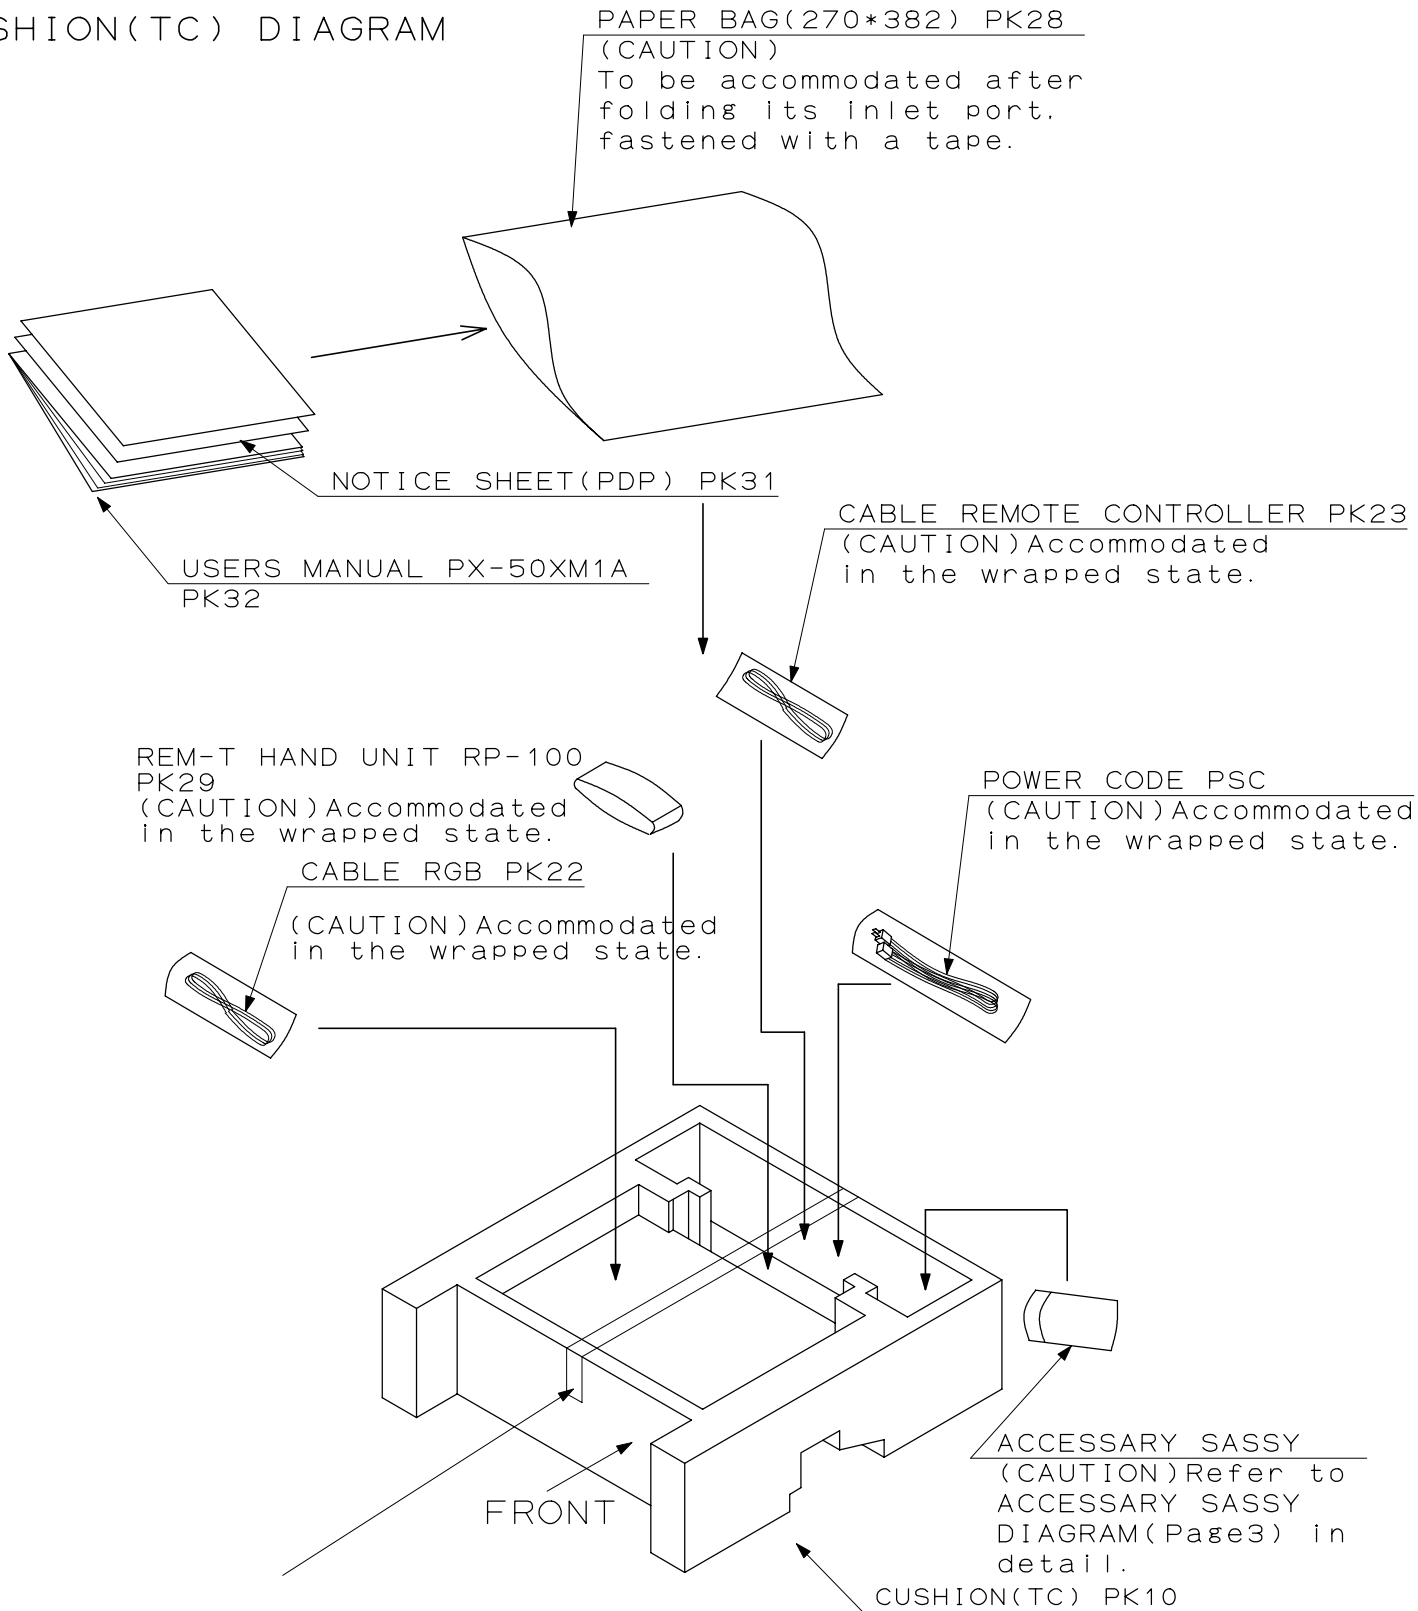 SHION(TC) DIAGRAM
PAPER BAG(270*382) PK28
(CAUTION)
To be accommodated after
folding its inlet port,
fastened with a tape.
NOTICE SHEET(PDP) PK31
USERS MANUAL PX-50XM1A
PK32
CABLE REMOTE CONTROLLER PK23
(CAUTION)Accommodated
in the wrapped state.
REM-T HAND UNIT RP-100
PK29
(CAUTION)Accommodated
in the wrapped state.
CABLE RGB PK22
(CAUTION)Accommodated
in the wrapped state.
POWER CODE PSC
(CAUTION)Accommodated
in the wrapped state.
FRONT
ACCESSARY SASSY
(CAUTION)Refer to
ACCESSARY SASSY
DIAGRAM(Page3) in
detail.
CUSHION(TC) PK10